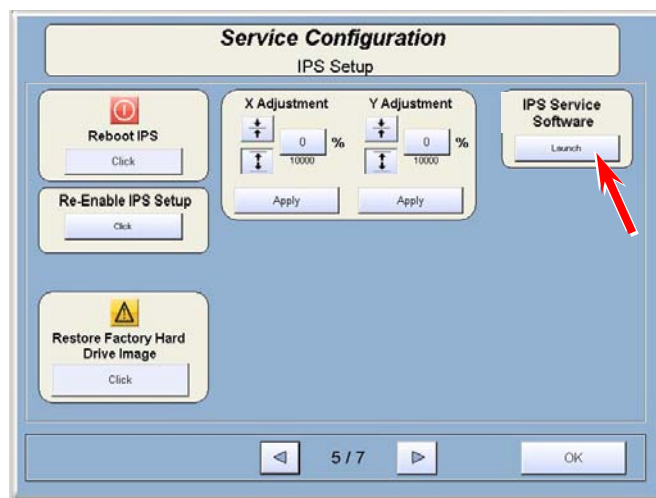 Service Configuration
IPS Setup
Reboot IPS
Click
Re-Enable IPS Setup
Click
Restore Factory Hard
Drive Image
Click
X Adjustment
0 %
10000
Apply
Y Adjustment
0 %
10000
Apply
IPS Service
Software
Launch
5 / 7
OK